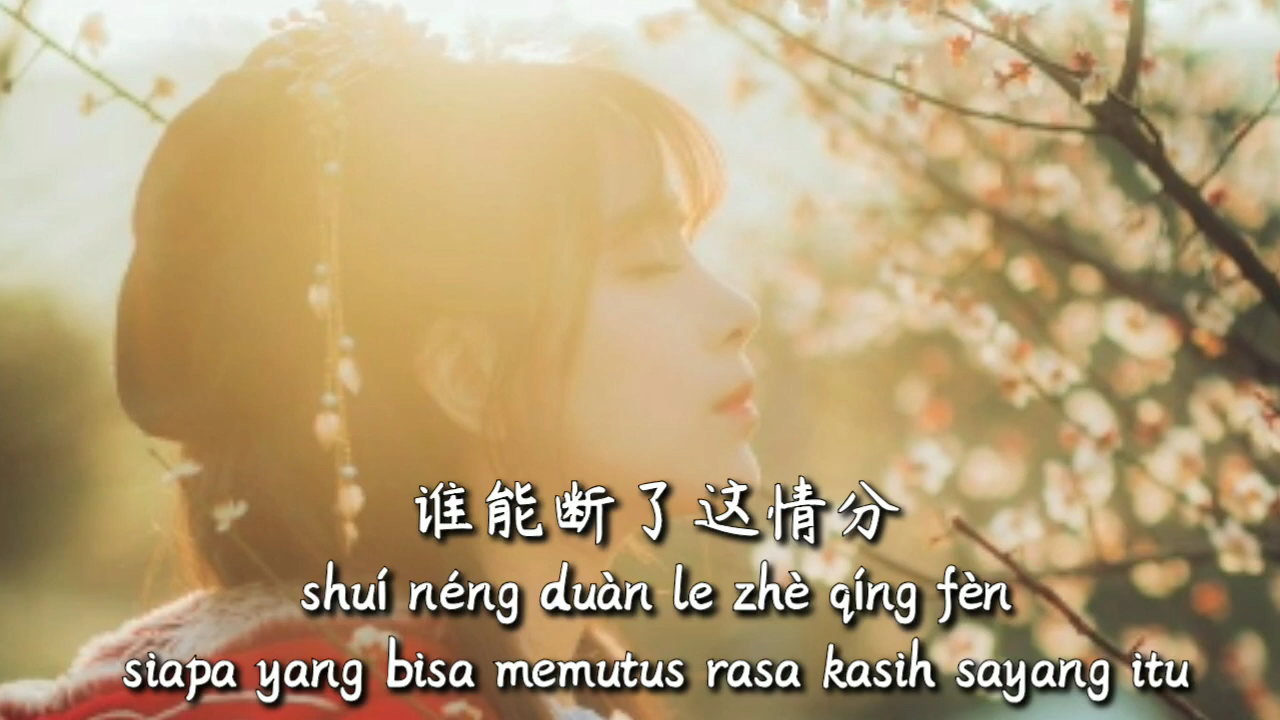 谁能断了这情分
shuí néng duàn le zhè qíng fèn
siapa yang bisa memutus rasa kasih sayang itu